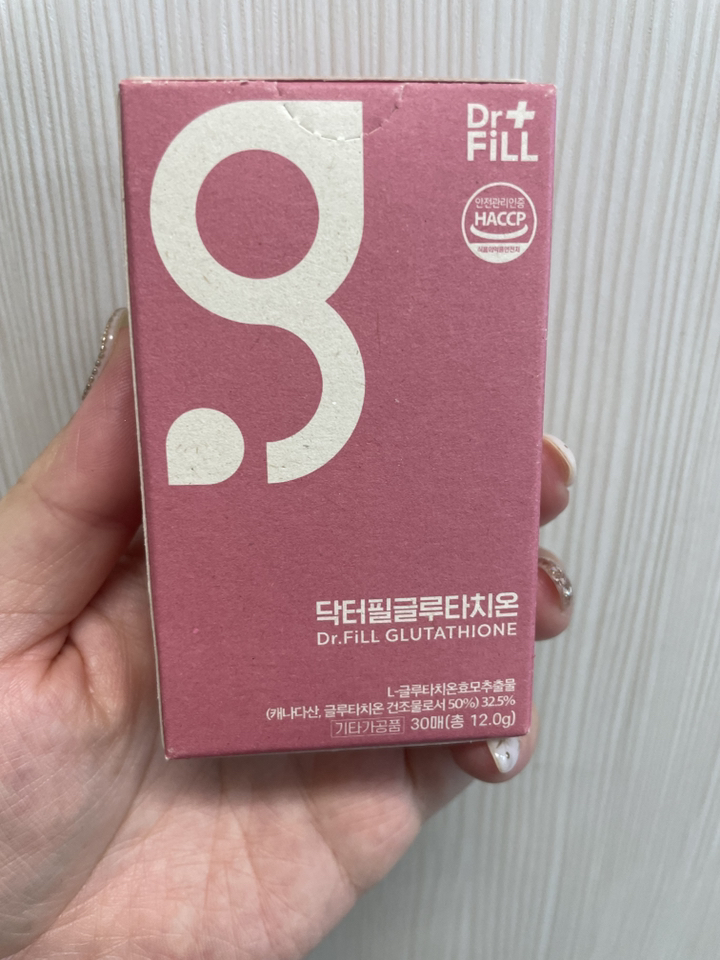 g
Dr+
FiLL
안전관리인증
HACCP
식품의약품안전처
닥터필글루타치온
Dr.FiLL GLUTATHIONE
L-글루타치온효모추출물
(캐나다산, 글루타치온 건조물로서 50%) 32.5%
기타가공품 30매(총 12.0g)